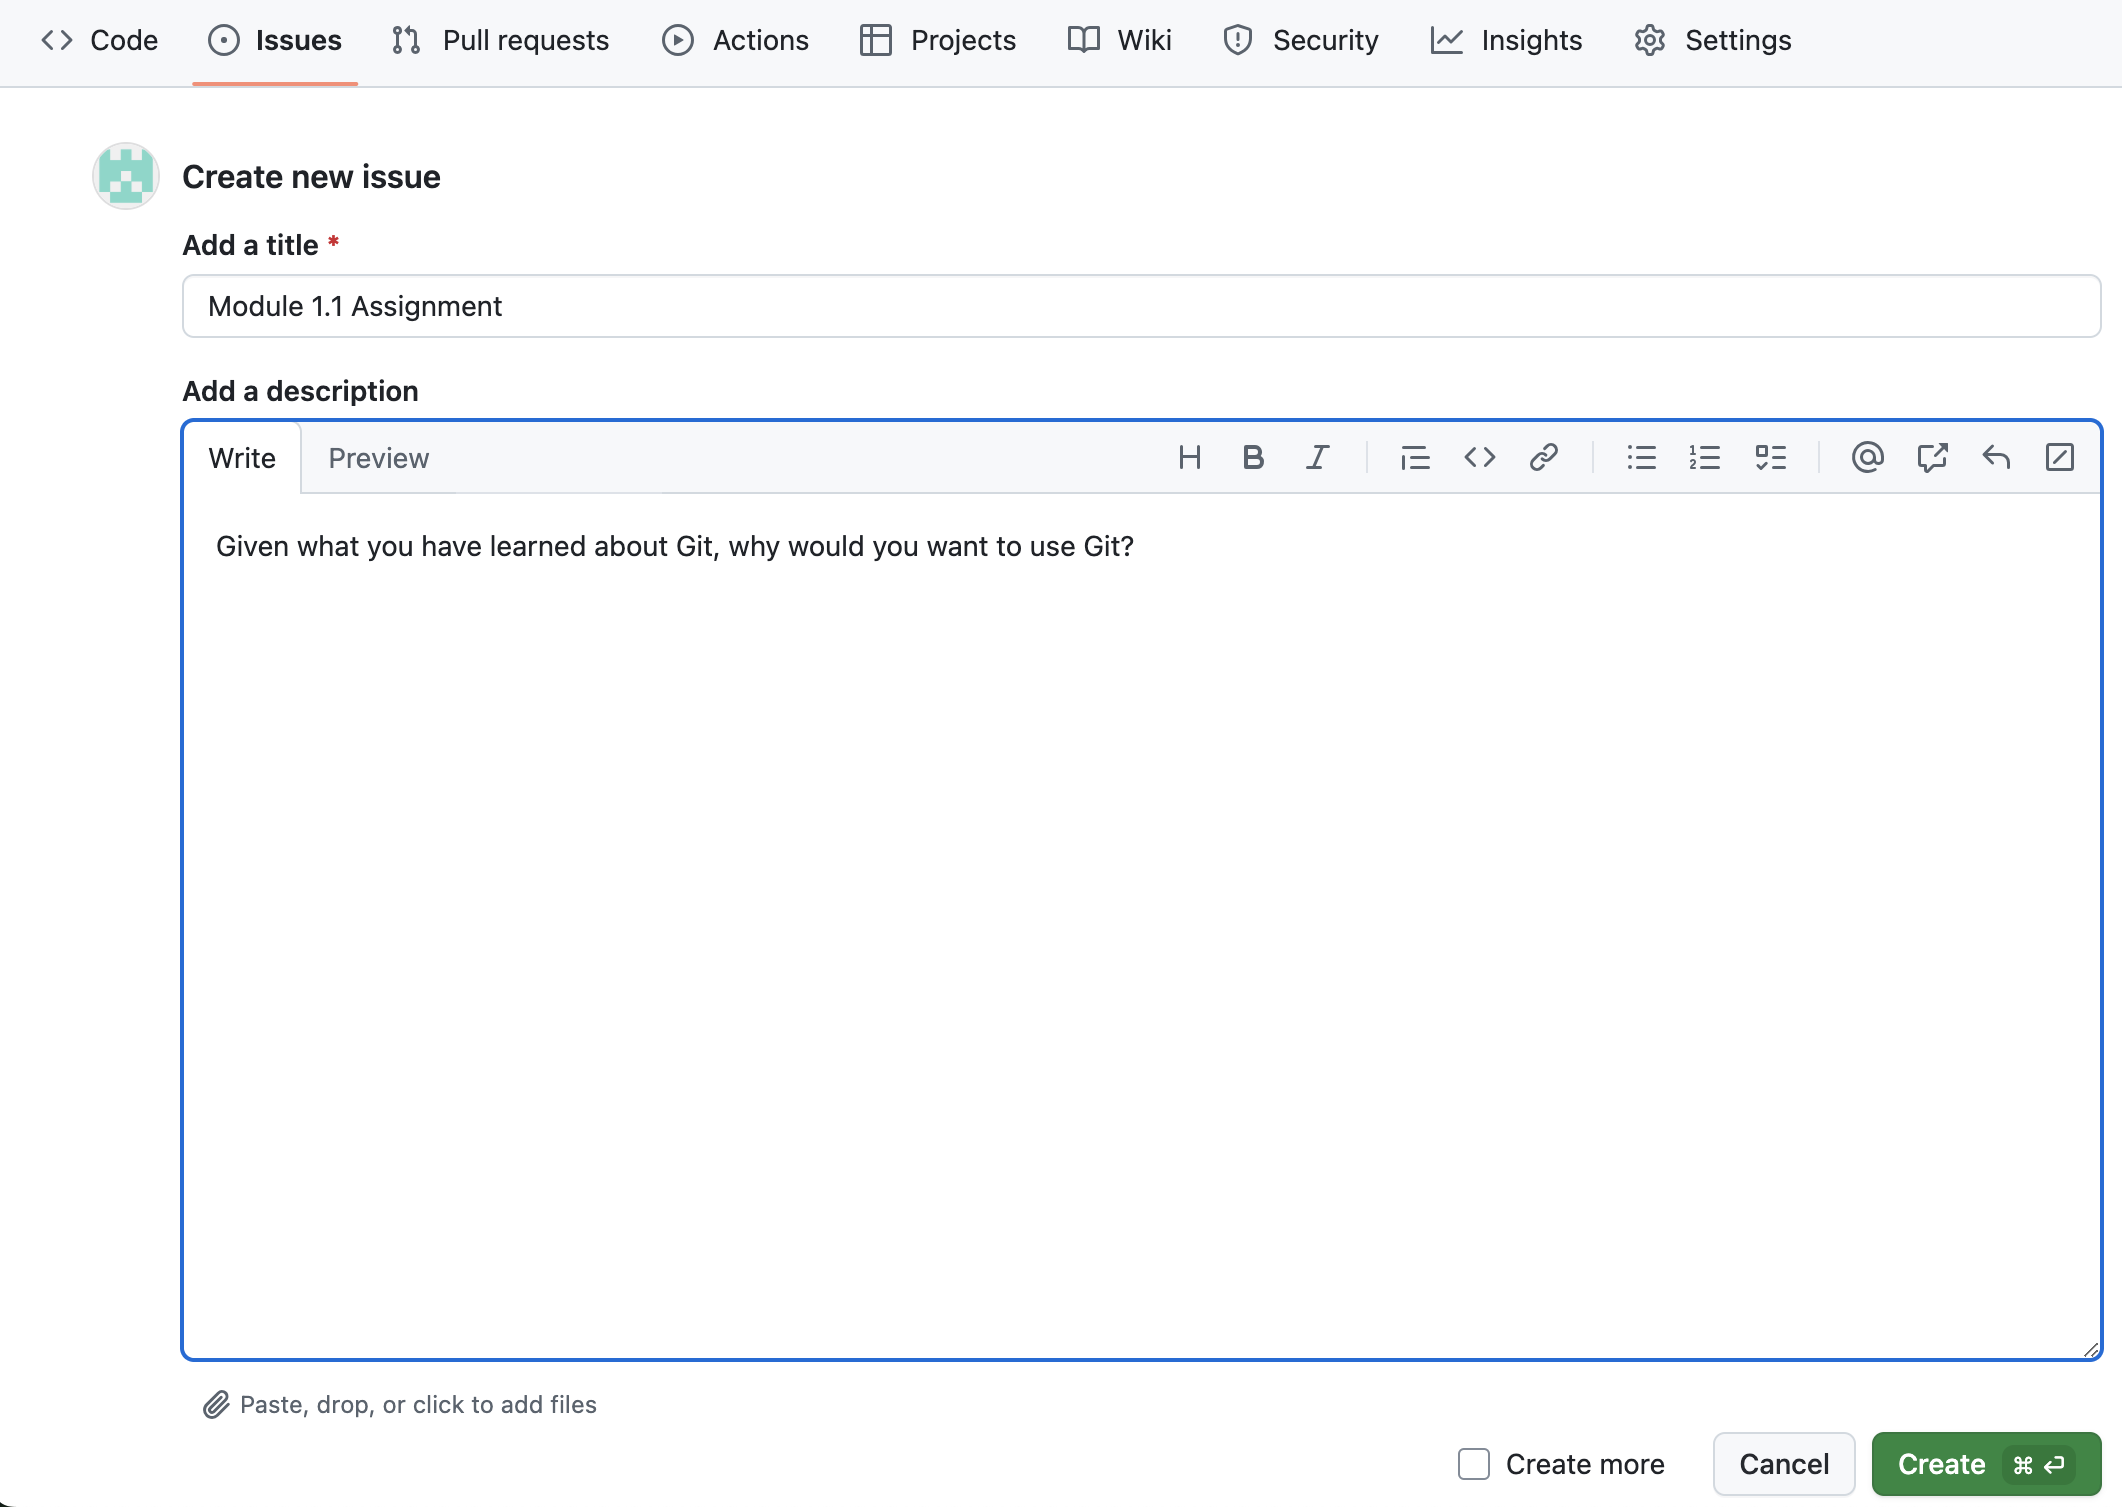 Code Issues Pull requests Actions Projects Wiki Security Insights Settings
Create new issue
Add a title *
Module 1.1 Assignment
Add a description
Write Preview
Given what you have learned about Git, why would you want to use Git?
Paste, drop, or click to add files
Create more Cancel Create ⌘ ↵